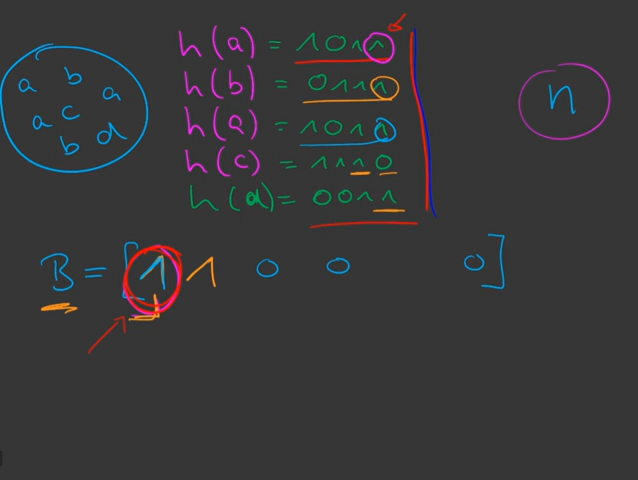 h(a) = 1011
h(b) = 0111
h(a) = 1011
h(c) = 1110
h(d) = 0011
a b a
a c
b d
n
B = [1 1 0 0 0]